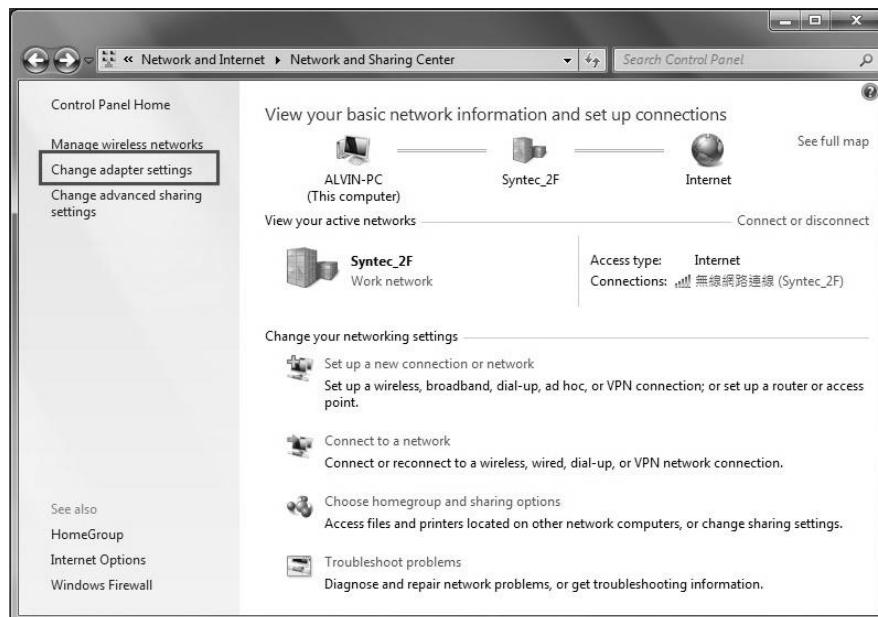 « Network and Internet ▸ Network and Sharing Center
Search Control Panel
Control Panel Home
Manage wireless networks
Change adapter settings
Change advanced sharing
settings
See also
HomeGroup
Internet Options
Windows Firewall
View your basic network information and set up connections
See full map
ALVIN-PC
(This computer)
Syntec_2F
Internet
View your active networks
Connect or disconnect
Syntec_2F
Work network
Access type: Internet
Connections: 無線網路連線 (Syntec_2F)
Change your networking settings
Set up a new connection or network
Set up a wireless, broadband, dial-up, ad hoc, or VPN connection; or set up a router or access
point.
Connect to a network
Connect or reconnect to a wireless, wired, dial-up, or VPN network connection.
Choose homegroup and sharing options
Access files and printers located on other network computers, or change sharing settings.
Troubleshoot problems
Diagnose and repair network problems, or get troubleshooting information.